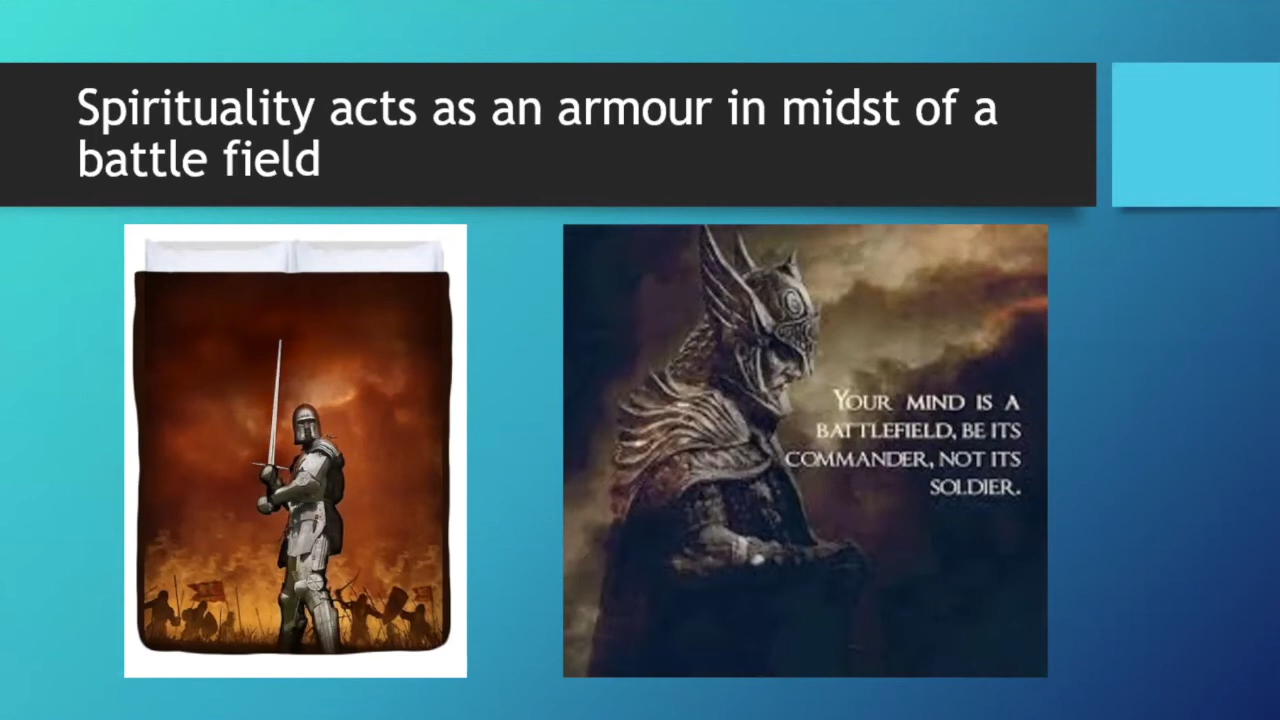 Spirituality acts as an armour in midst of a
battle field
YOUR MIND IS A
BATTLEFIELD, BE ITS
COMMANDER, NOT ITS
SOLDIER.